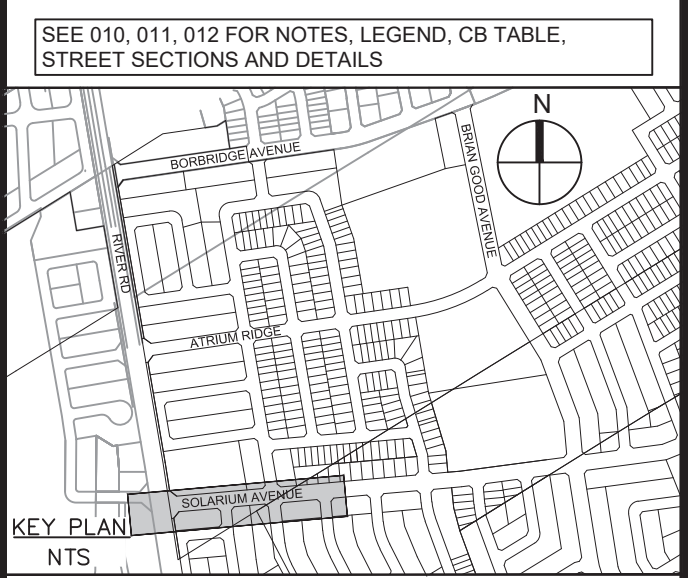 SEE 010, 011, 012 FOR NOTES, LEGEND, CB TABLE,
STREET SECTIONS AND DETAILS
N
BORBRIDGE AVENUE
BRIAN GOOD AVENUE
RIVER RD
ATRIUM RIDGE
SOLARIUM AVENUE
KEY PLAN
NTS